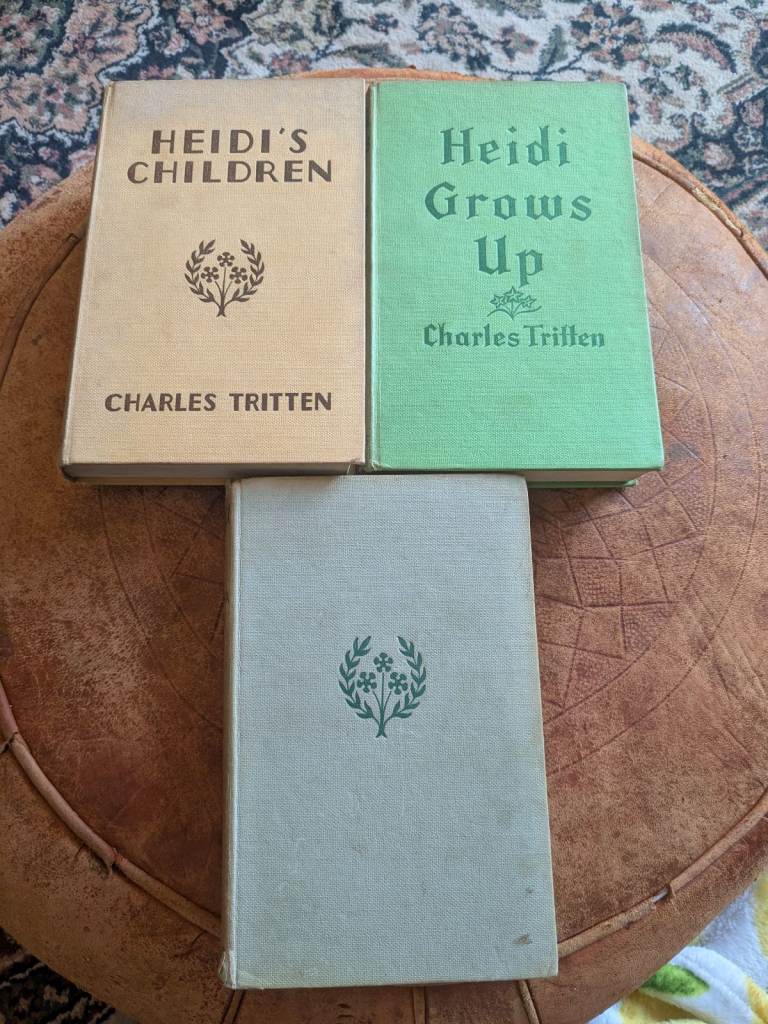 HEIDI'S
CHILDREN
CHARLES TRITTEN
Heidi
Grows
Up
Charles Tritten